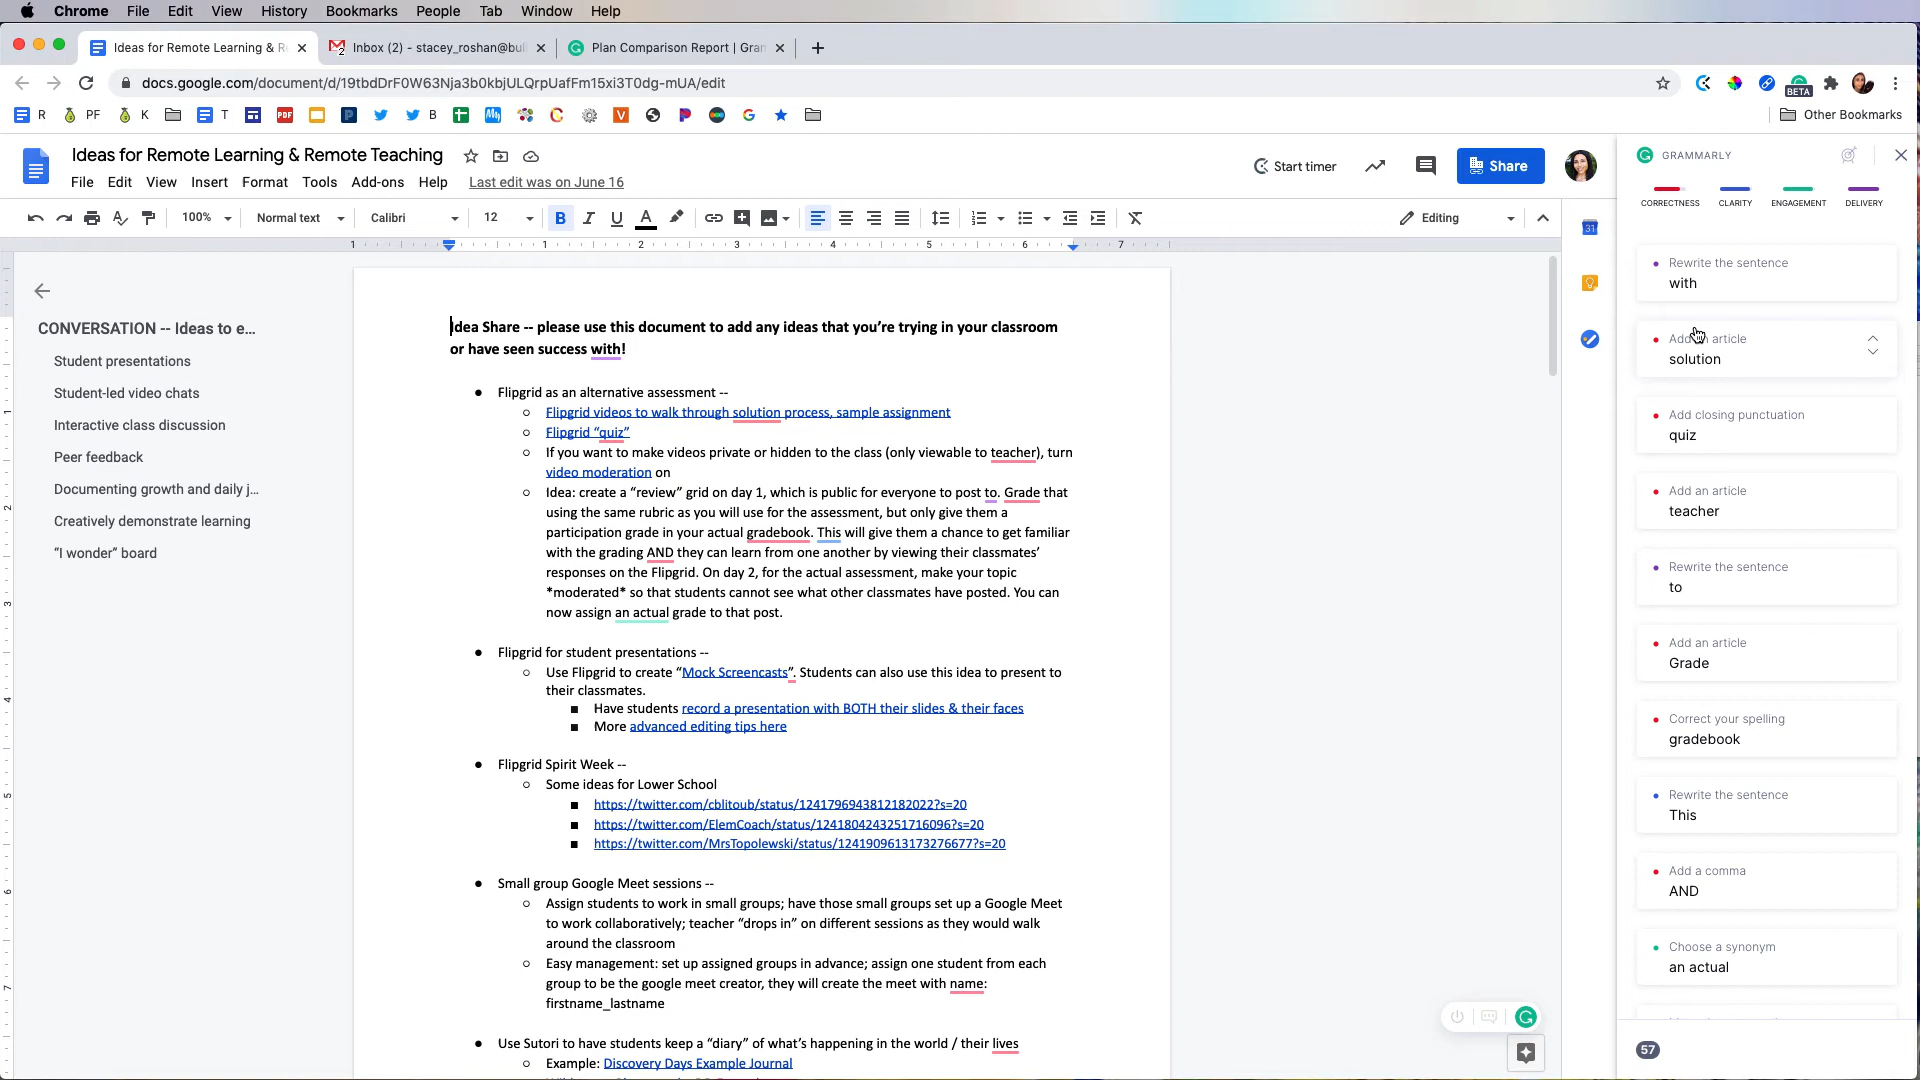 Chrome File Edit View History Bookmarks People Tab Window Help
Ideas for Remote Learning & R
Inbox (2) - stacey_roshan@bul
Plan Comparison Report | Gram
docs.google.com/document/d/19tbdDrF0W63Nja3b0kbjULQrpUafFm15xi3T0dg-mUA/edit
BETA
R PF K T PDF B Other Bookmarks
Ideas for Remote Learning & Remote Teaching
Start timer
Share
File Edit View Insert Format Tools Add-ons Help Last edit was on June 16
100% Normal text Calibri 12 B I U A Editing
1 1 2 3 4 5 6 7
GRAMMARLY
CORRECTNESS CLARITY ENGAGEMENT DELIVERY
CONVERSATION -- Ideas to e...
Student presentations
Student-led video chats
Interactive class discussion
Peer feedback
Documenting growth and daily j...
Creatively demonstrate learning
“I wonder” board
Idea Share -- please use this document to add any ideas that you’re trying in your classroom
or have seen success with!
● Flipgrid as an alternative assessment --
○ Flipgrid videos to walk through solution process, sample assignment
○ Flipgrid “quiz”
○ If you want to make videos private or hidden to the class (only viewable to teacher), turn
video moderation on
○ Idea: create a “review” grid on day 1, which is public for everyone to post to. Grade that
using the same rubric as you will use for the assessment, but only give them a
participation grade in your actual gradebook. This will give them a chance to get familiar
with the grading AND they can learn from one another by viewing their classmates’
responses on the Flipgrid. On day 2, for the actual assessment, make your topic
*moderated* so that students cannot see what other classmates have posted. You can
now assign an actual grade to that post.
● Flipgrid for student presentations --
○ Use Flipgrid to create “Mock Screencasts”. Students can also use this idea to present to
their classmates.
■ Have students record a presentation with BOTH their slides & their faces
■ More advanced editing tips here
● Flipgrid Spirit Week --
○ Some ideas for Lower School
■ https://twitter.com/cblitoub/status/1241796943812182022?s=20
■ https://twitter.com/ElemCoach/status/1241804243251716096?s=20
■ https://twitter.com/MrsTopolewski/status/1241909613173276677?s=20
● Small group Google Meet sessions --
○ Assign students to work in small groups; have those small groups set up a Google Meet
to work collaboratively; teacher “drops in” on different sessions as they would walk
around the classroom
○ Easy management: set up assigned groups in advance; assign one student from each
group to be the google meet creator, they will create the meet with name:
firstname_lastname
● Use Sutori to have students keep a “diary” of what’s happening in the world / their lives
○ Example: Discovery Days Example Journal
Rewrite the sentence
with
Add an article
solution
Add closing punctuation
quiz
Add an article
teacher
Rewrite the sentence
to
Add an article
Grade
Correct your spelling
gradebook
Rewrite the sentence
This
Add a comma
AND
Choose a synonym
an actual
57